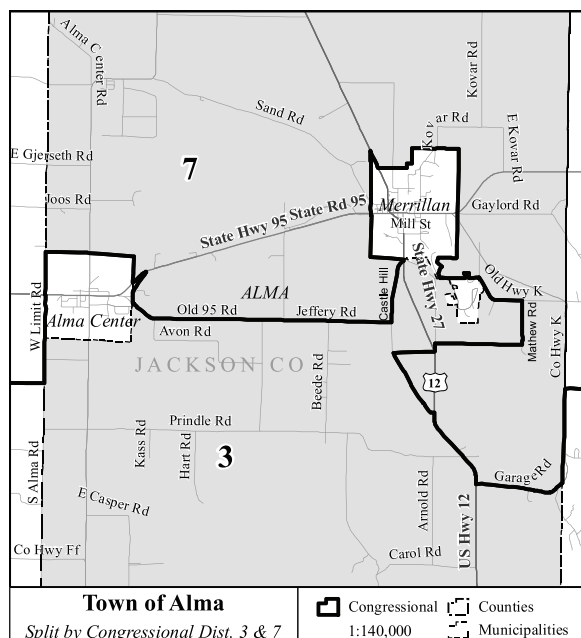 Alma Center Rd
Kovar Rd
Sand Rd
Kovar Rd
E Kovar Rd
E Gjerseth Rd
7
Joos Rd
Merrillan
Gaylord Rd
State Hwy 95 State Rd 95
Mill St
State Hwy 27
Old Hwy K
W Limit Rd
ALMA
Castle Hill
Alma Center
Old 95 Rd
Jeffery Rd
Avon Rd
Mathew Rd
Co Hwy K
JACKSON CO
Beede Rd
12
Prindle Rd
Kass Rd
Hart Rd
3
S Alma Rd
Garage Rd
E Casper Rd
Arnold Rd
US Hwy 12
Co Hwy Ff
Carol Rd
Town of Alma
Split by Congressional Dist. 3 & 7
Congressional
Counties
1:140,000
Municipalities